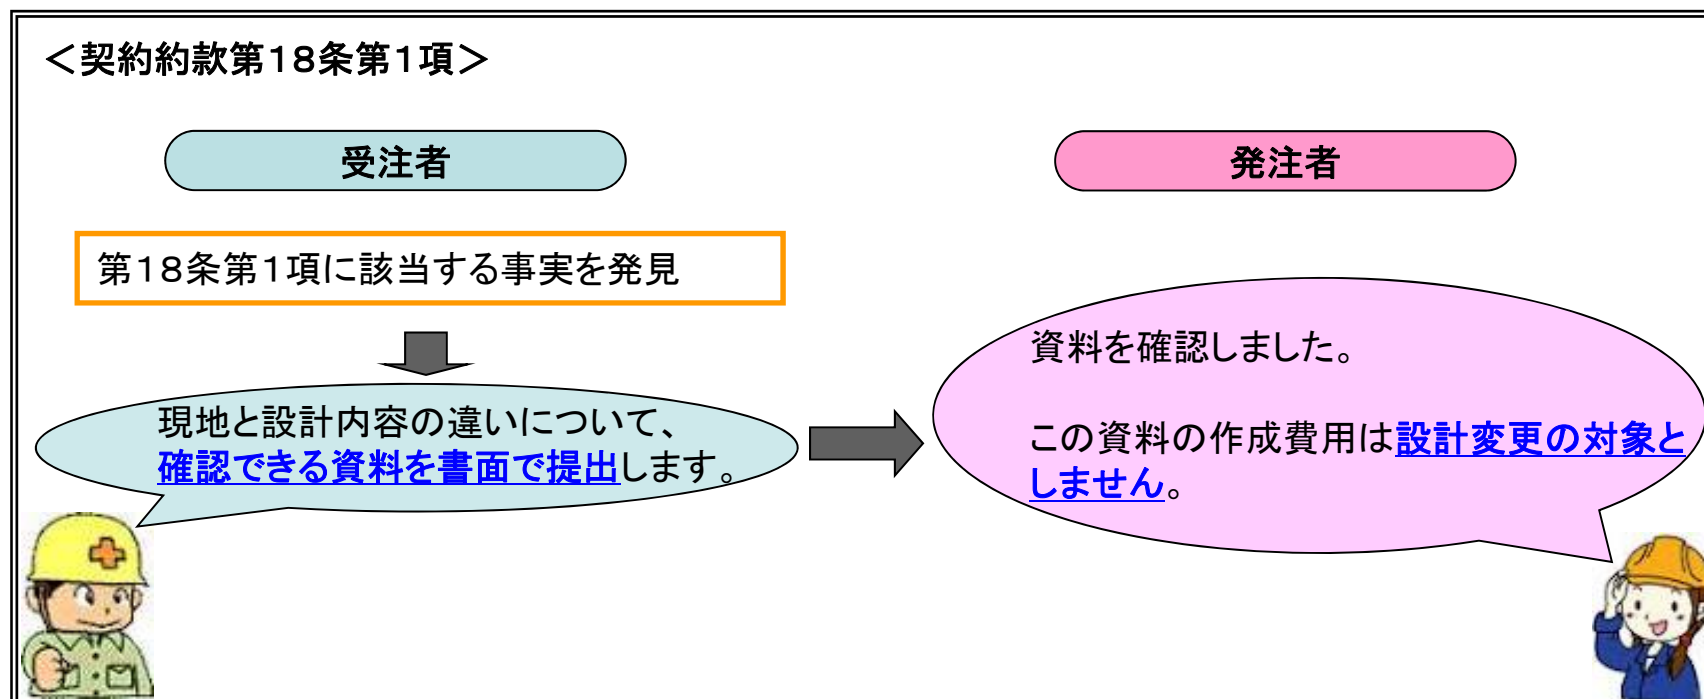 ＜契約約款第１８条第１項＞
受注者
発注者
第１８条第１項に該当する事実を発見
現地と設計内容の違いについて、
確認できる資料を書面で提出します。
資料を確認しました。
この資料の作成費用は設計変更の対象と
しません。